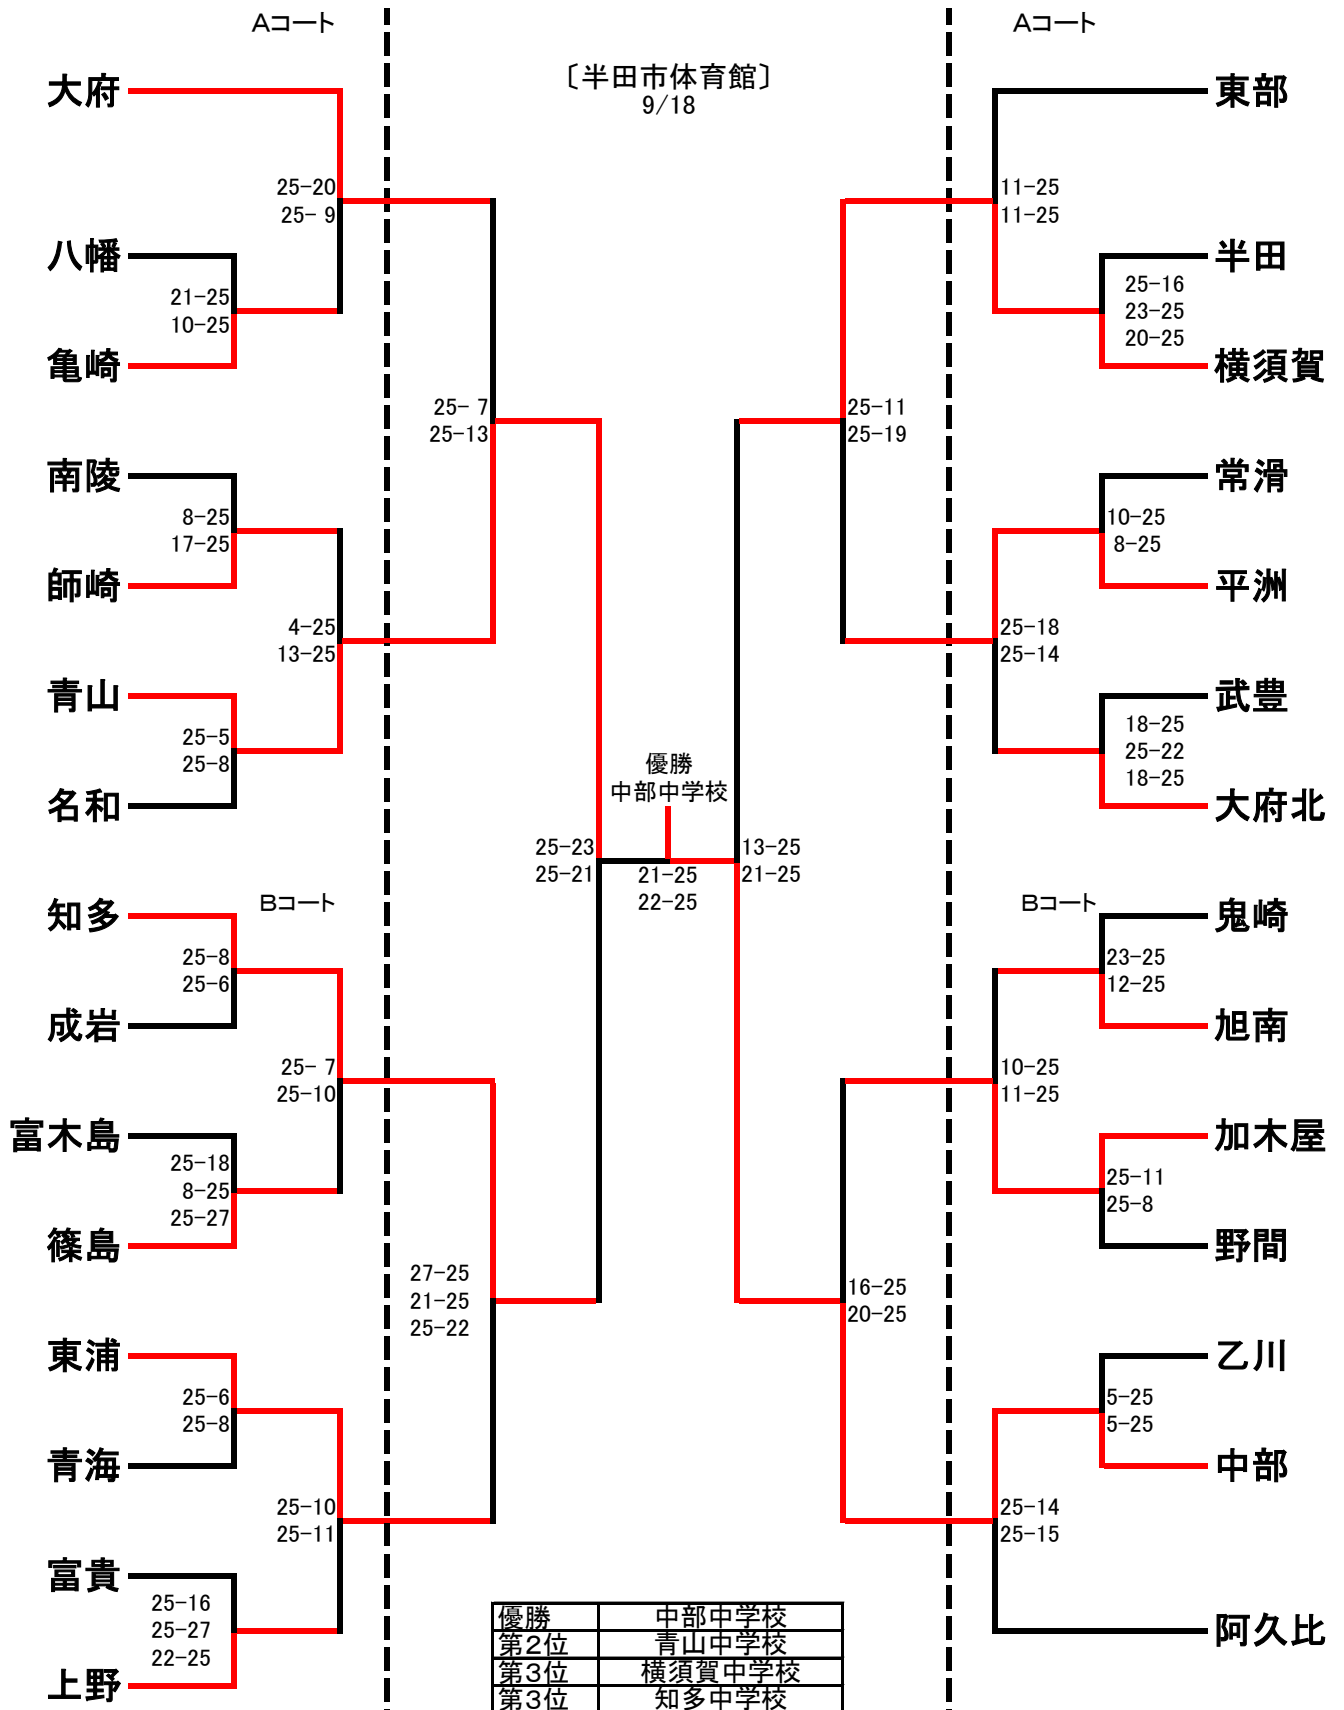 Aコート
Aコート
〔半田市体育館〕
9/18
大府
25-20
25- 9
八幡
21-25
10-25
亀崎
南陵
8-25
17-25
師崎
4-25
13-25
青山
25-5
25-8
名和
25- 7
25-13
知多
Bコート
25-8
25-6
成岩
25- 7
25-10
富木島
25-18
8-25
25-27
篠島
27-25
21-25
25-22
東浦
25-6
25-8
青海
25-10
25-11
富貴
25-16
25-27
22-25
上野
25-23
25-21
優勝
中部中学校
21-25
22-25
13-25
21-25
東部
11-25
11-25
半田
25-16
23-25
20-25
横須賀
25-11
25-19
常滑
10-25
8-25
平洲
25-18
25-14
武豊
18-25
25-22
18-25
大府北
Bコート
鬼崎
23-25
12-25
旭南
10-25
11-25
加木屋
25-11
25-8
野間
16-25
20-25
乙川
5-25
5-25
中部
25-14
25-15
阿久比
優勝 中部中学校
第2位 青山中学校
第3位 横須賀中学校
第3位 知多中学校